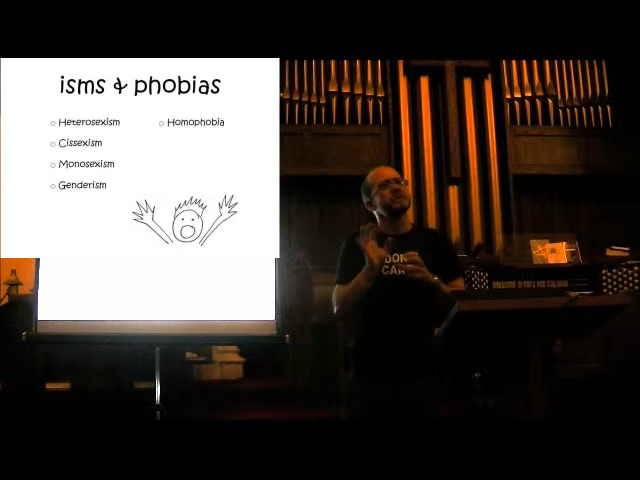 isms & phobias
Heterosexism
Homophobia
Cissexism
Monosexism
Genderism